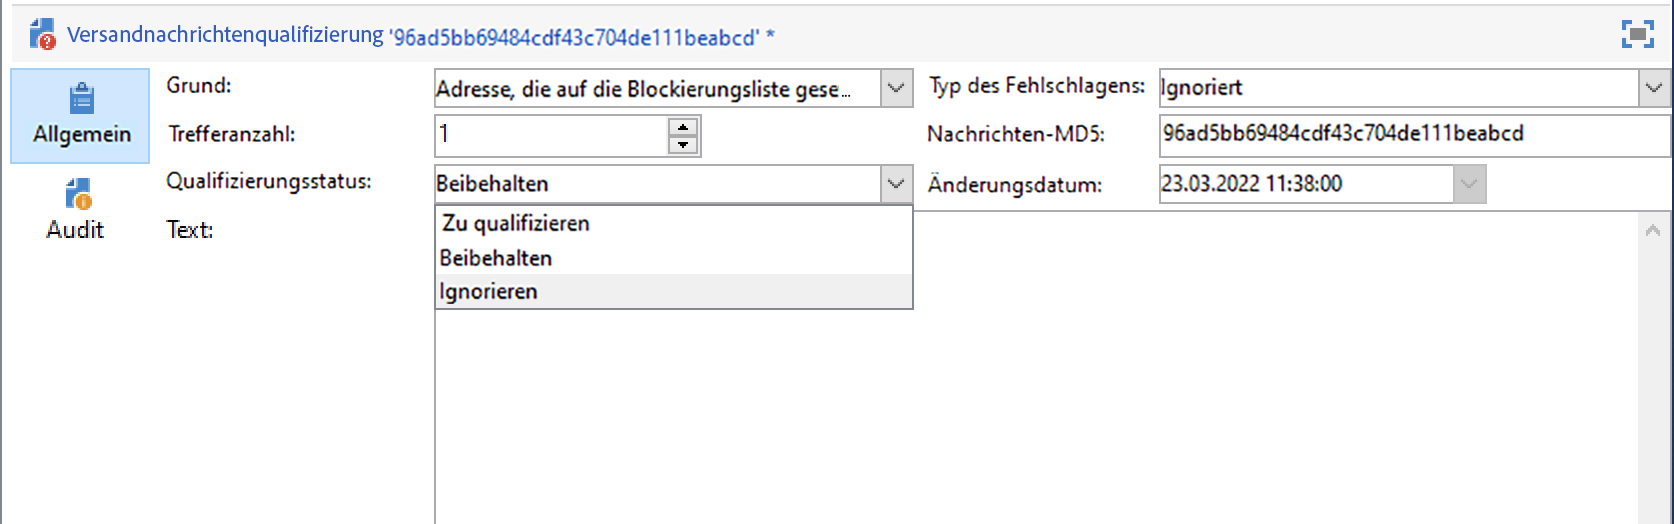 Versandnachrichtenqualifizierung '96ad5bb69484cdf43c704de111beabcd' *
Allgemein
Audit
Grund: Adresse, die auf die Blockierungsliste gese... Typ des Fehlschlagens: Ignoriert
Trefferanzahl: 1 Nachrichten-MD5: 96ad5bb69484cdf43c704de111beabcd
Qualifizierungsstatus: Beibehalten Änderungsdatum: 23.03.2022 11:38:00
Zu qualifizieren
Beibehalten
Ignorieren
Text: